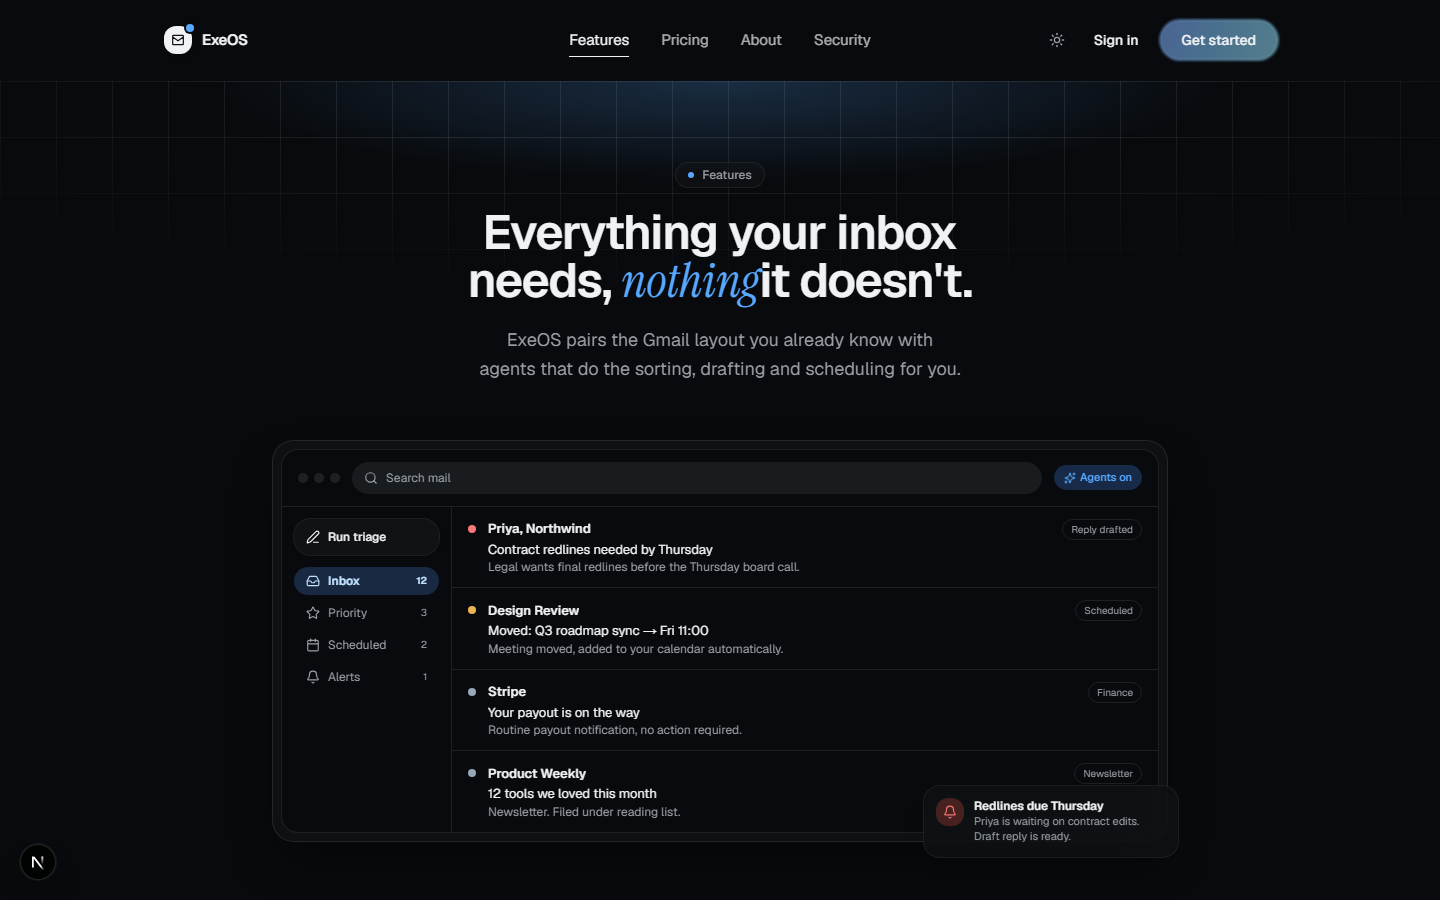 ExeOS
Features
Pricing
About
Security
Sign in
Get started
Features
Everything your inbox
needs, nothingit doesn't.
ExeOS pairs the Gmail layout you already know with
agents that do the sorting, drafting and scheduling for you.
Search mail
Agents on
Run triage
Inbox 12
Priority 3
Scheduled 2
Alerts 1
Priya, Northwind
Reply drafted
Contract redlines needed by Thursday
Legal wants final redlines before the Thursday board call.
Design Review
Scheduled
Moved: Q3 roadmap sync → Fri 11:00
Meeting moved, added to your calendar automatically.
Stripe
Finance
Your payout is on the way
Routine payout notification, no action required.
Product Weekly
Newsletter
12 tools we loved this month
Newsletter. Filed under reading list.
Redlines due Thursday
Priya is waiting on contract edits.
Draft reply is ready.
N